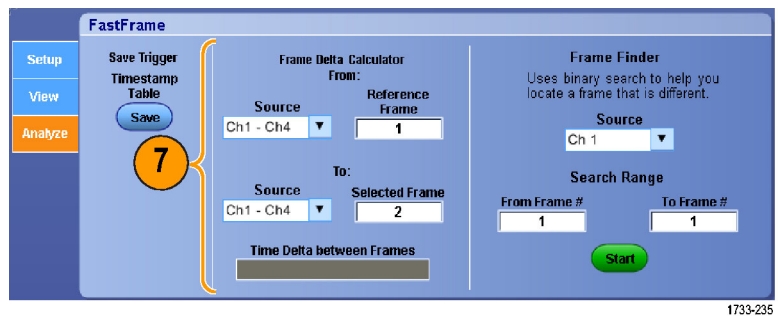 FastFrame
Setup
View
Analyze
Save Trigger
Timestamp
Table
Save
7
Frame Delta Calculator
From:
Source
Reference
Frame
Ch1 - Ch4
1
To:
Source
Selected Frame
Ch1 - Ch4
2
Time Delta between Frames
Frame Finder
Uses binary search to help you
locate a frame that is different.
Source
Ch 1
Search Range
From Frame #
To Frame #
1
1
Start
1733-235